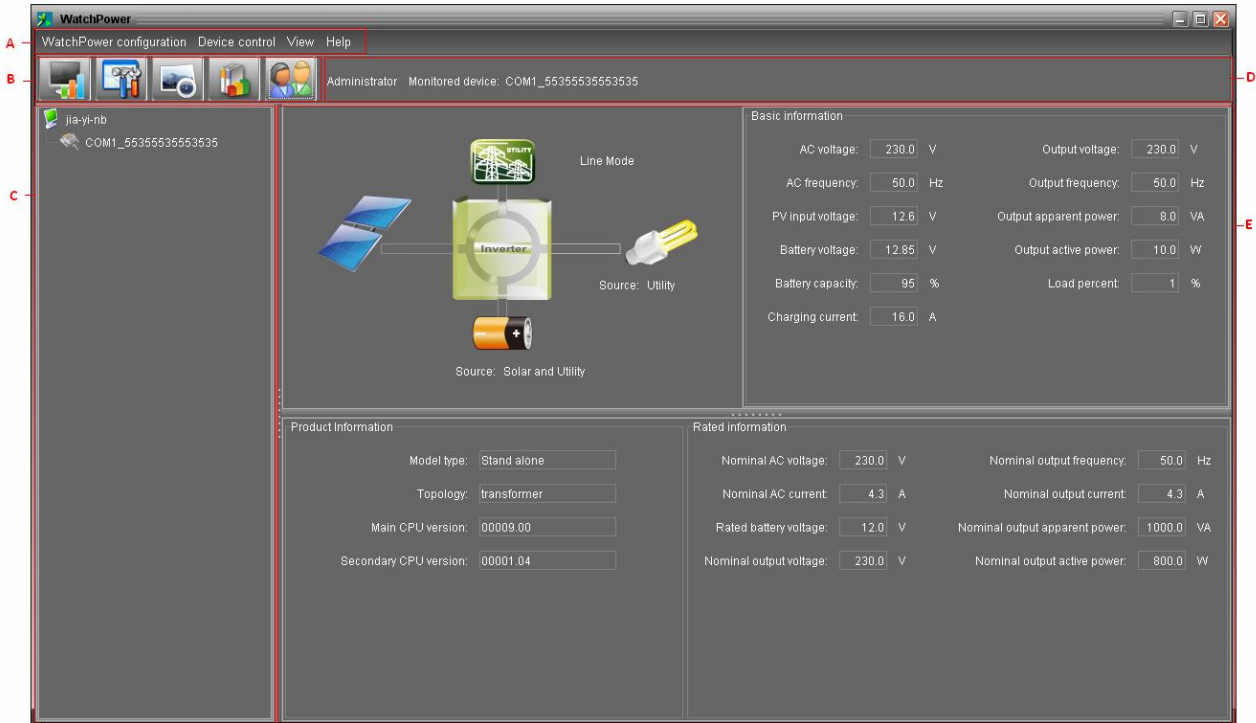 WatchPower
A
WatchPower configuration Device control View Help
B
Administrator Monitored device: COM1_55355535553535
D
C
jia-yi-nb
COM1_55355535553535
UTILITY
Line Mode
Inverter
Source: Utility
Source: Solar and Utility
E
Basic information
AC voltage: 230.0 V
AC frequency: 50.0 Hz
PV input voltage: 12.6 V
Battery voltage: 12.85 V
Battery capacity: 95 %
Charging current: 16.0 A
Output voltage: 230.0 V
Output frequency: 50.0 Hz
Output apparent power: 8.0 VA
Output active power: 10.0 W
Load percent: 1 %
Product Information
Model type: Stand alone
Topology: transformer
Main CPU version: 00009.00
Secondary CPU version: 00001.04
Rated information
Nominal AC voltage: 230.0 V
Nominal AC current: 4.3 A
Rated battery voltage: 12.0 V
Nominal output voltage: 230.0 V
Nominal output frequency: 50.0 Hz
Nominal output current: 4.3 A
Nominal output apparent power: 1000.0 VA
Nominal output active power: 800.0 W